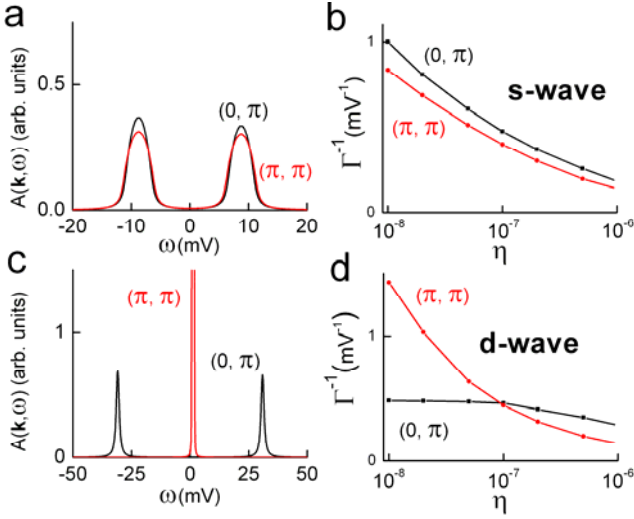 a
A(k,ω) (arb. units)
0.5
0.0
(0, π)
(π, π)
-20 -10 0 10 20
ω(mV)
b
Γ⁻¹(mV⁻¹)
1
0
(0, π)
(π, π)
s-wave
10⁻⁸ 10⁻⁷ 10⁻⁶
η
c
A(k,ω) (arb. units)
1
0
(π, π)
(0, π)
-50 -25 0 25 50
ω(mV)
d
Γ⁻¹(mV⁻¹)
1
0
(π, π)
d-wave
(0, π)
10⁻⁸ 10⁻⁷ 10⁻⁶
η